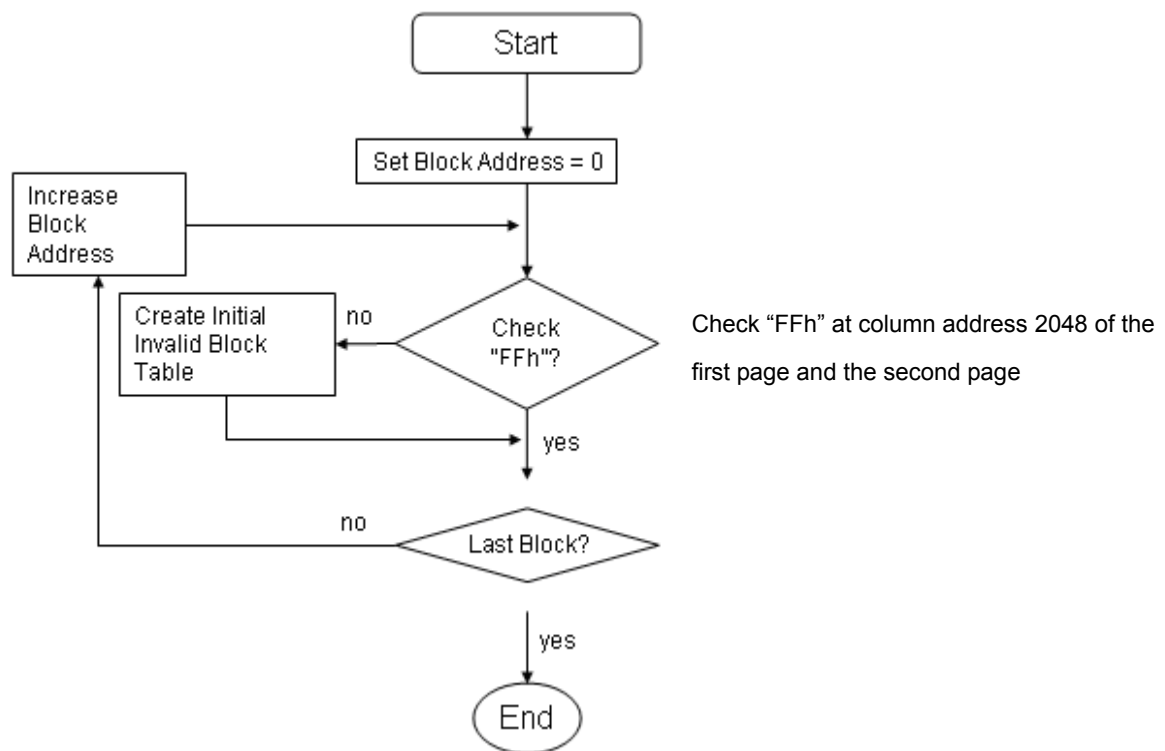 Start
Set Block Address = 0
Increase
Block
Address
Create Initial
Invalid Block
Table
no
Check
"FFh"?
Check “FFh” at column address 2048 of the
first page and the second page
yes
no
Last Block?
yes
End